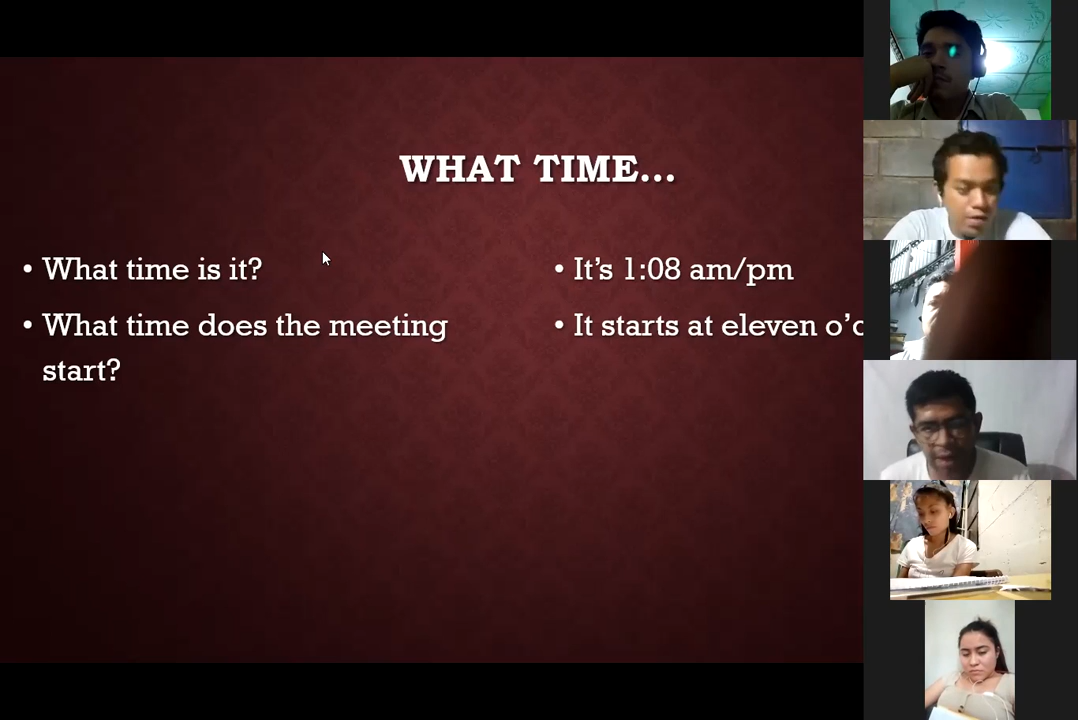 WHAT TIME...
• What time is it?
• What time does the meeting
start?
• It's 1:08 am/pm
• It starts at eleven